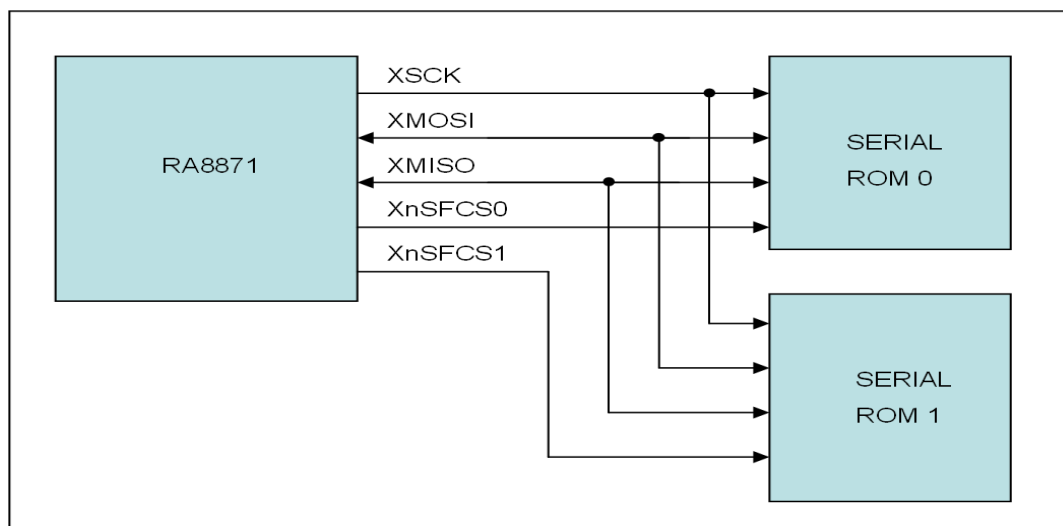 RA8871
XSCK
XMOSI
XMISO
XnSFCS0
XnSFCS1
SERIAL
ROM 0
SERIAL
ROM 1